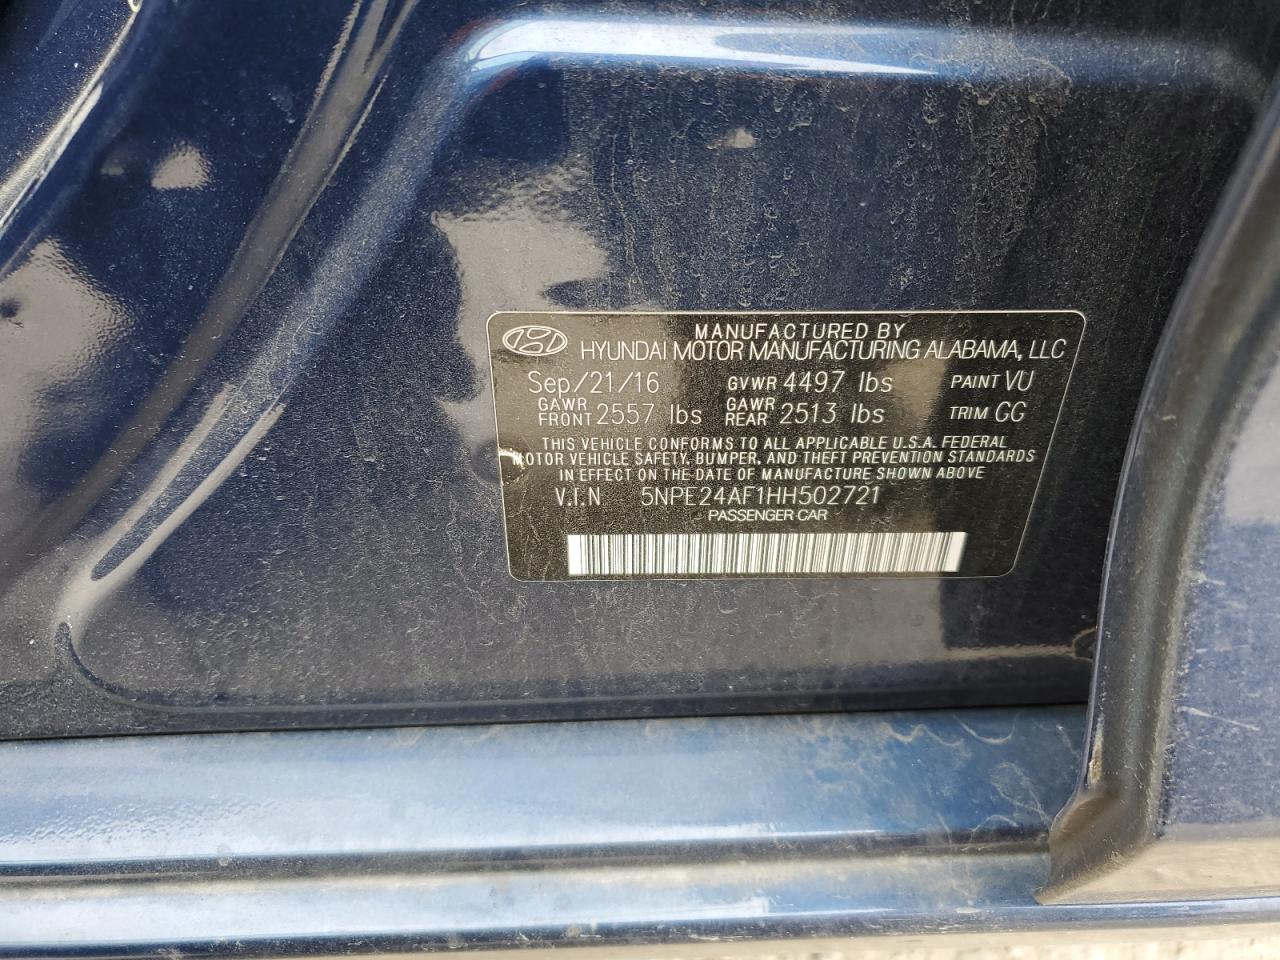 MANUFACTURED BY
HYUNDAI MOTOR MANUFACTURING ALABAMA, LLC
Sep/21/16 GVWR 4497 lbs PAINT VU
GAWR FRONT 2557 lbs GAWR REAR 2513 lbs TRIM GG
THIS VEHICLE CONFORMS TO ALL APPLICABLE U.S.A. FEDERAL
MOTOR VEHICLE SAFETY, BUMPER, AND THEFT PREVENTION STANDARDS
IN EFFECT ON THE DATE OF MANUFACTURE SHOWN ABOVE
V.I.N 5NPE24AF1HH502721
PASSENGER CAR